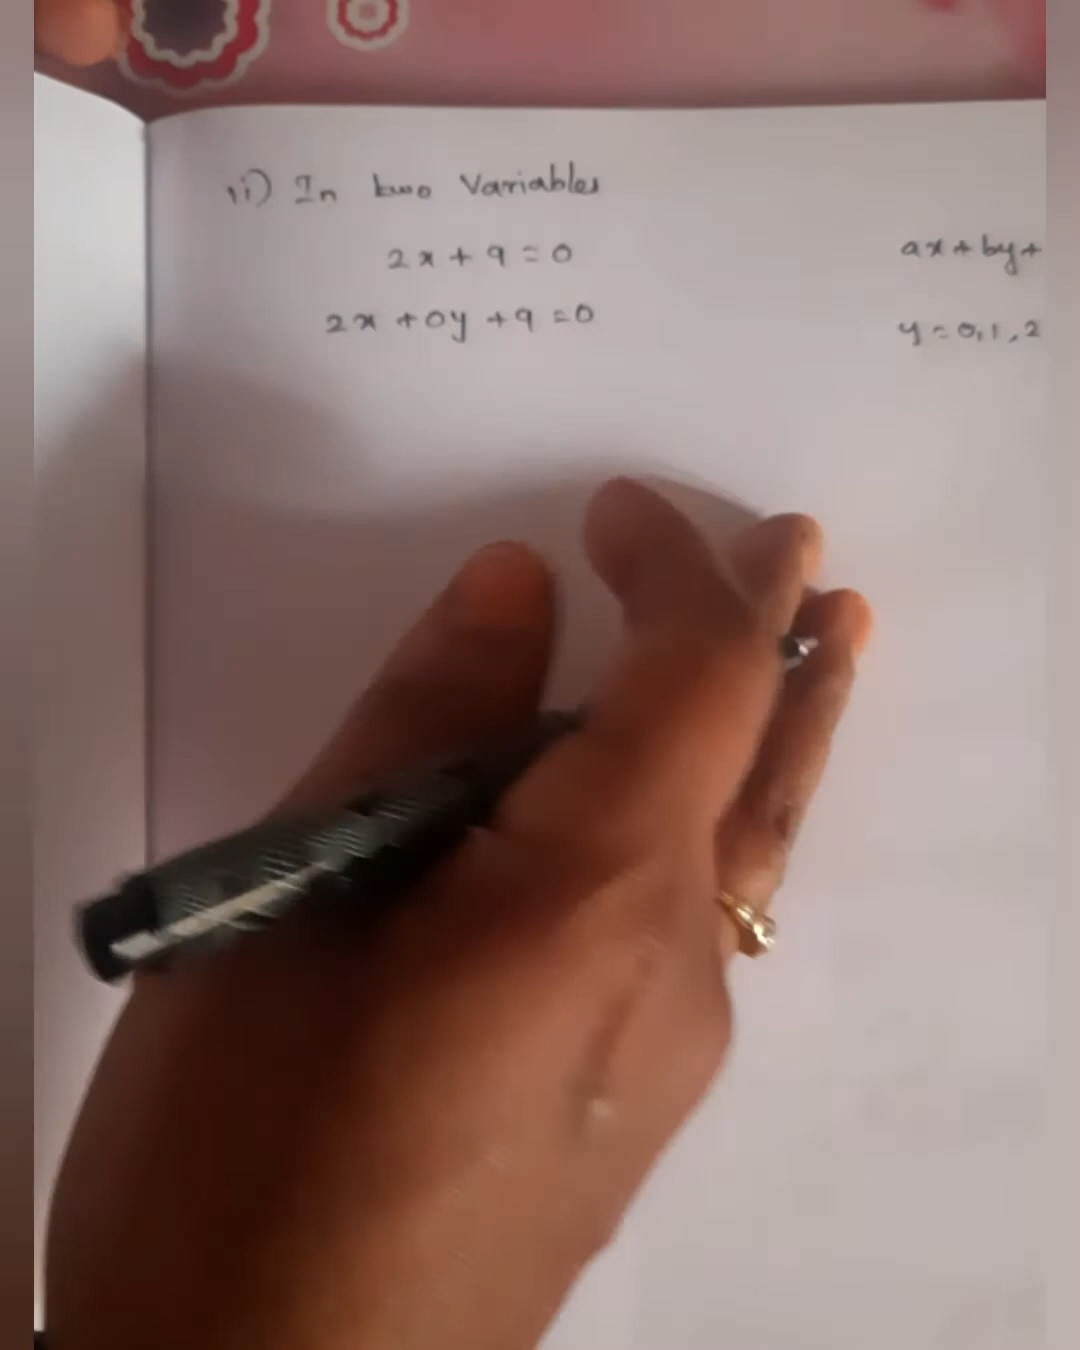 ii) In two Variables
2x + 9 = 0
2x + 0y + 9 = 0
ax + by +
y = 0, 1, 2